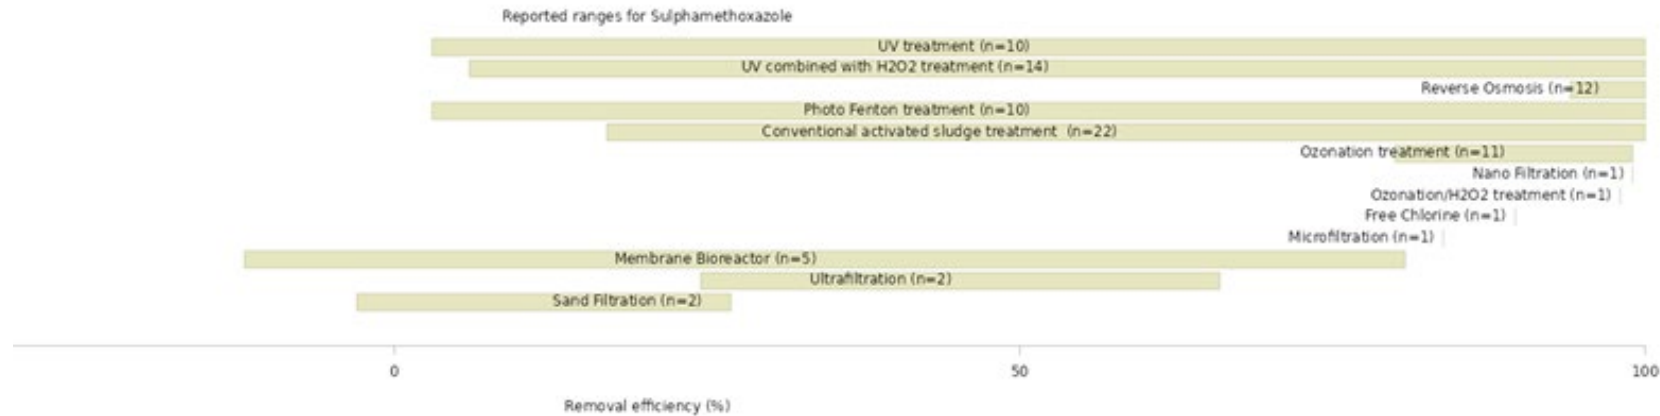 Reported ranges for Sulphamethoxazole
UV treatment (n=10)
UV combined with H2O2 treatment (n=14)
Reverse Osmosis (n=12)
Photo Fenton treatment (n=10)
Conventional activated sludge treatment (n=22)
Ozonation treatment (n=11)
Nano Filtration (n=1)
Ozonation/H2O2 treatment (n=1)
Free Chlorine (n=1)
Microfiltration (n=1)
Membrane Bioreactor (n=5)
Ultrafiltration (n=2)
Sand Filtration (n=2)
0 50 100
Removal efficiency (%)